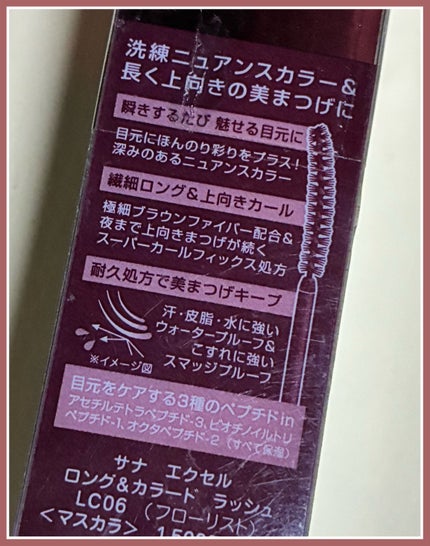 洗練ニュアンスカラー&
長く上向きの美まつげに
瞬きするたび 魅せる目元に
目元にほんのり彩りをプラス!
深みのあるニュアンスカラー
繊細ロング&上向きカール
極細ブラウンファイバー配合&
夜まで上向きまつげが続く
スーパーカールフィックス処方
耐久処方で美まつげキープ
汗・皮脂・水に強い
ウォータープルーフ&
こすれに強い
スマッジプルーフ
※イメージ図
目元をケアする3種のペプチドin
アセチルテトラペプチド-3、ビオチノイルトリ
ペプチド-1、オクタペプチド-2(すべて保湿)
サナ エクセル
ロング&カラード ラッシュ
LC06 (フローリスト)
<マスカラ>